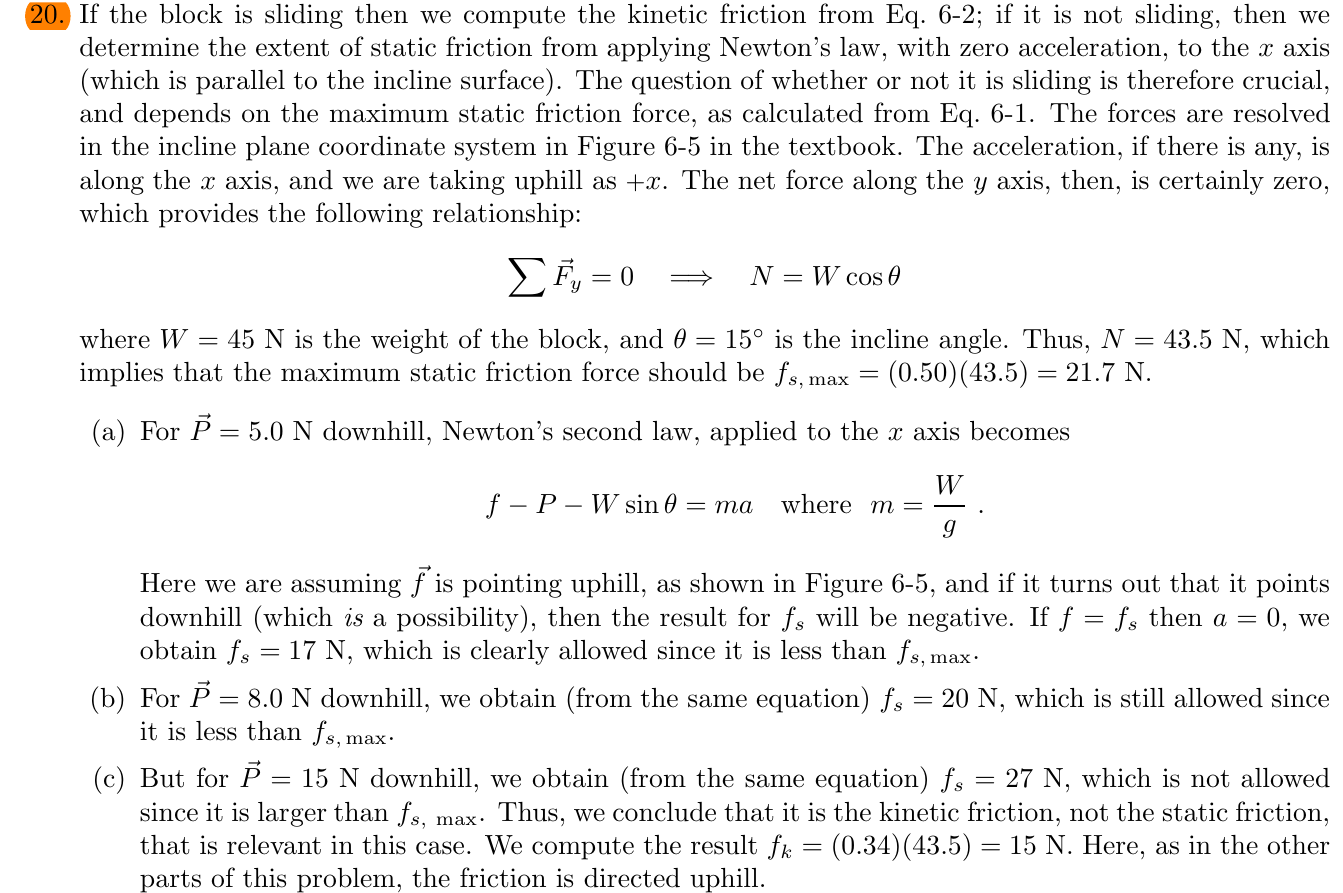 20. If the block is sliding then we compute the kinetic friction from Eq. 6-2; if it is not sliding, then we
determine the extent of static friction from applying Newton's law, with zero acceleration, to the x axis
(which is parallel to the incline surface). The question of whether or not it is sliding is therefore crucial,
and depends on the maximum static friction force, as calculated from Eq. 6-1. The forces are resolved
in the incline plane coordinate system in Figure 6-5 in the textbook. The acceleration, if there is any, is
along the x axis, and we are taking uphill as +x. The net force along the y axis, then, is certainly zero,
which provides the following relationship:
∑ F⃗_y = 0 ⟹ N = W cos θ
where W = 45 N is the weight of the block, and θ = 15° is the incline angle. Thus, N = 43.5 N, which
implies that the maximum static friction force should be f_{s, max} = (0.50)(43.5) = 21.7 N.
(a) For P⃗ = 5.0 N downhill, Newton's second law, applied to the x axis becomes
f − P − W sin θ = ma where m = W/g .
Here we are assuming f⃗ is pointing uphill, as shown in Figure 6-5, and if it turns out that it points
downhill (which is a possibility), then the result for f_s will be negative. If f = f_s then a = 0, we
obtain f_s = 17 N, which is clearly allowed since it is less than f_{s, max}.
(b) For P⃗ = 8.0 N downhill, we obtain (from the same equation) f_s = 20 N, which is still allowed since
it is less than f_{s, max}.
(c) But for P⃗ = 15 N downhill, we obtain (from the same equation) f_s = 27 N, which is not allowed
since it is larger than f_{s, max}. Thus, we conclude that it is the kinetic friction, not the static friction,
that is relevant in this case. We compute the result f_k = (0.34)(43.5) = 15 N. Here, as in the other
parts of this problem, the friction is directed uphill.